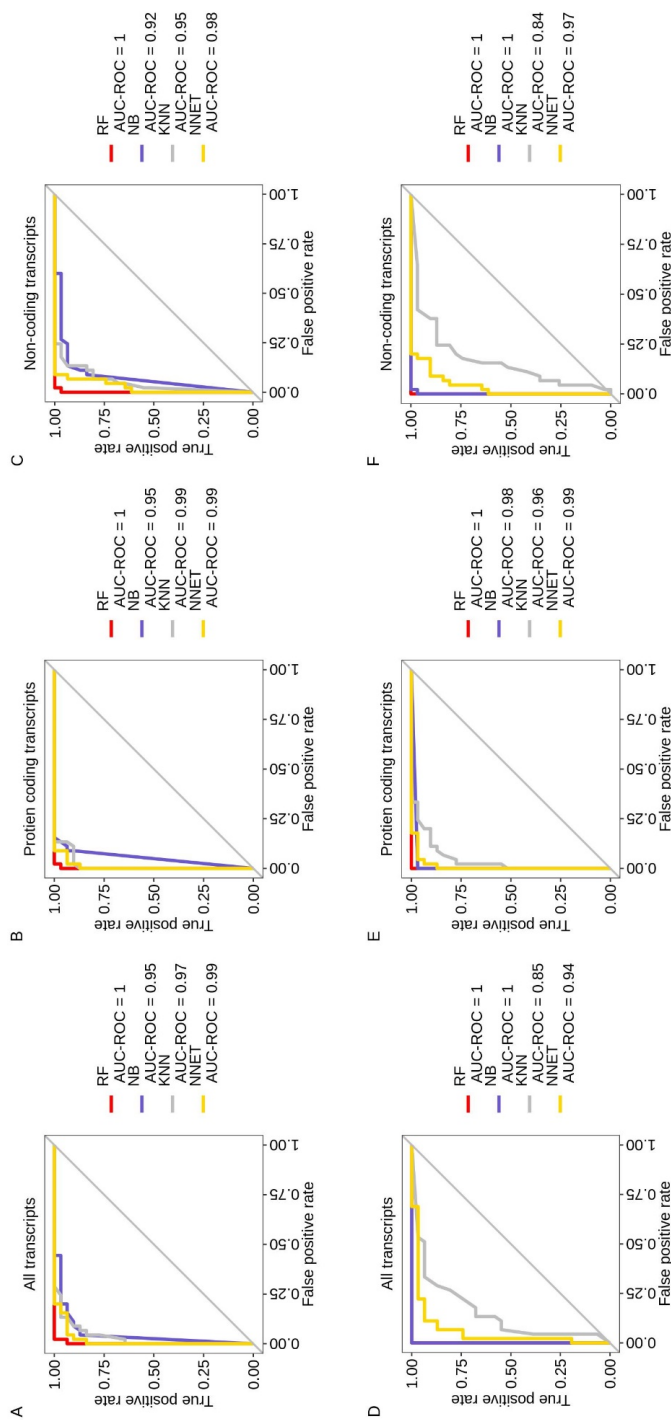 A
All transcripts
True positive rate
1.00
0.75
0.50
0.25
0.00
0.00
0.25
0.50
0.75
1.00
False positive rate
RF
AUC-ROC = 1
NB
AUC-ROC = 0.95
KNN
AUC-ROC = 0.97
NNET
AUC-ROC = 0.99
B
Protien coding transcripts
True positive rate
1.00
0.75
0.50
0.25
0.00
0.00
0.25
0.50
0.75
1.00
False positive rate
RF
AUC-ROC = 1
NB
AUC-ROC = 0.95
KNN
AUC-ROC = 0.99
NNET
AUC-ROC = 0.99
C
Non-coding transcripts
True positive rate
1.00
0.75
0.50
0.25
0.00
0.00
0.25
0.50
0.75
1.00
False positive rate
RF
AUC-ROC = 1
NB
AUC-ROC = 0.92
KNN
AUC-ROC = 0.95
NNET
AUC-ROC = 0.98
D
All transcripts
True positive rate
1.00
0.75
0.50
0.25
0.00
0.00
0.25
0.50
0.75
1.00
False positive rate
RF
AUC-ROC = 1
NB
AUC-ROC = 1
KNN
AUC-ROC = 0.85
NNET
AUC-ROC = 0.94
E
Protien coding transcripts
True positive rate
1.00
0.75
0.50
0.25
0.00
0.00
0.25
0.50
0.75
1.00
False positive rate
RF
AUC-ROC = 1
NB
AUC-ROC = 0.98
KNN
AUC-ROC = 0.96
NNET
AUC-ROC = 0.99
F
Non-coding transcripts
True positive rate
1.00
0.75
0.50
0.25
0.00
0
0.25
0.50
0.75
1.00
False positive rate
RF
AUC-ROC = 1
NB
AUC-ROC = 1
KNN
AUC-ROC = 0.84
NNET
AUC-ROC = 0.97